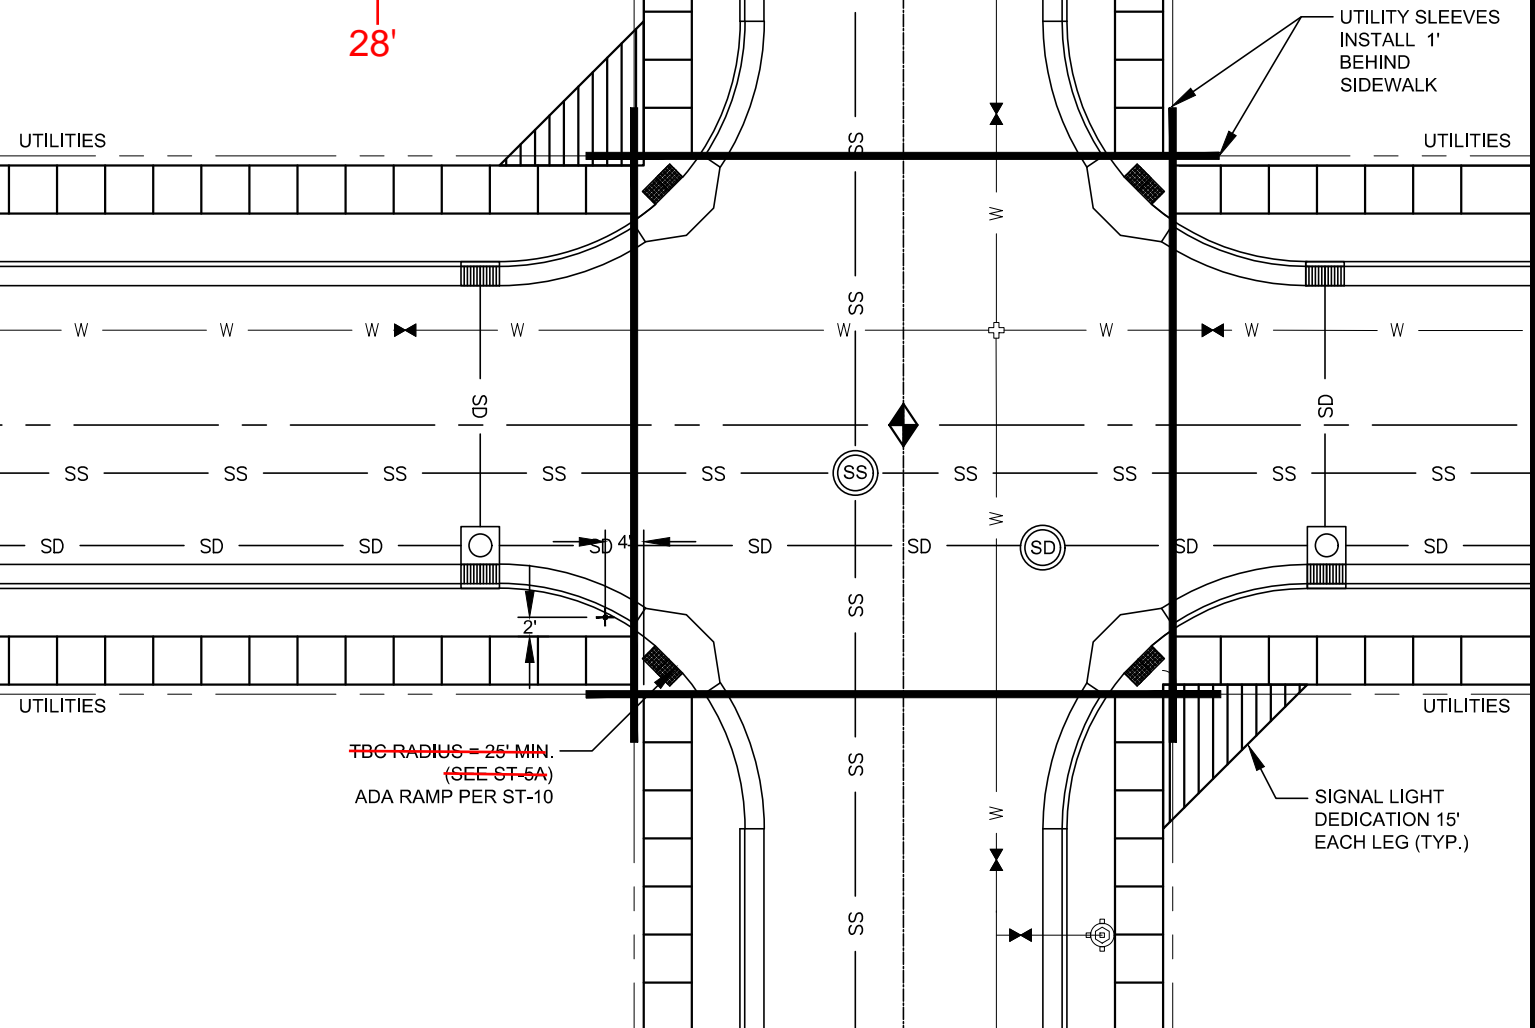 28'
UTILITY SLEEVES
INSTALL 1'
BEHIND
SIDEWALK
UTILITIES
SS
UTILITIES
W
SS
W W W W W W W W
SD
SD
SS SS SS SS SS SS SS SS SS SS
W
SD SD SD SD 4' SD SD SD SD SD
SS
2'
UTILITIES
UTILITIES
TBC RADIUS = 25' MIN.
(SEE ST-5A)
ADA RAMP PER ST-10
SS
SIGNAL LIGHT
DEDICATION 15'
EACH LEG (TYP.)
W
SS